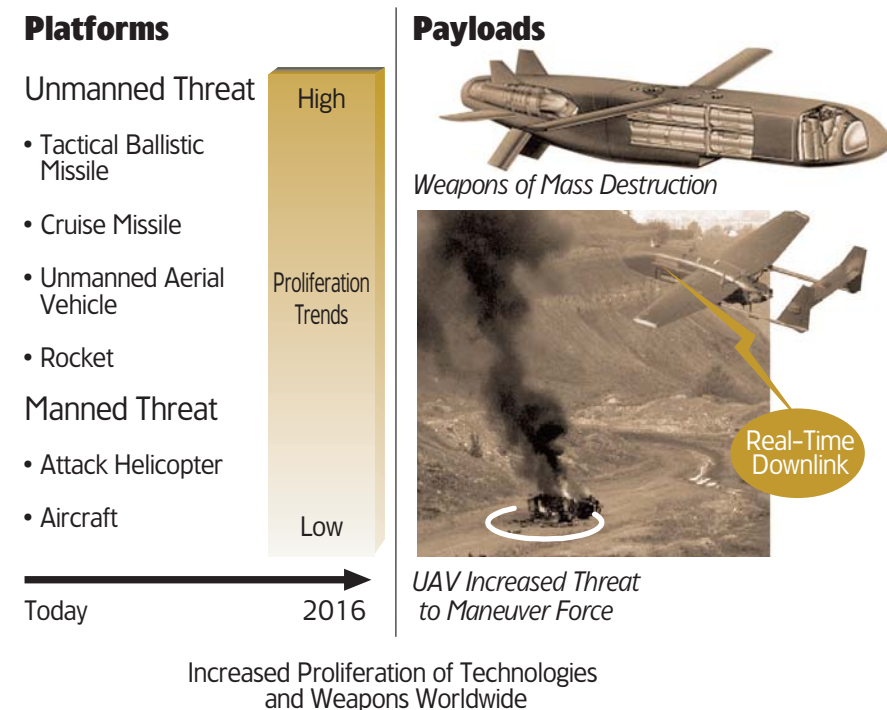 Platforms
Unmanned Threat
• Tactical Ballistic
Missile
• Cruise Missile
• Unmanned Aerial
Vehicle
• Rocket
Manned Threat
• Attack Helicopter
• Aircraft
High
Proliferation
Trends
Low
Today
2016
Payloads
Weapons of Mass Destruction
Real-Time
Downlink
UAV Increased Threat
to Maneuver Force
Increased Proliferation of Technologies
and Weapons Worldwide